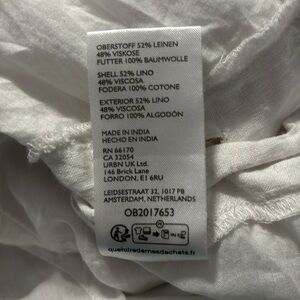 OBERSTOFF 52% LEINEN
48% VISKOSE
FUTTER 100% BAUMWOLLE
SHELL 52% LINO
48% VISCOSA
FODERA 100% COTONE
EXTERIOR 52% LINO
48% VISCOSA
FORRO 100% ALGODÓN
MADE IN INDIA
HECHO EN INDIA
RN 66170
CA 32054
URBN UK Ltd.
146 Brick Lane
LONDON. E1 6RU
LEIDSESTRAAT 32, 1017 PB
AMSTERDAM, NETHERLANDS
OB2017653
quefairedemesdechets.fr